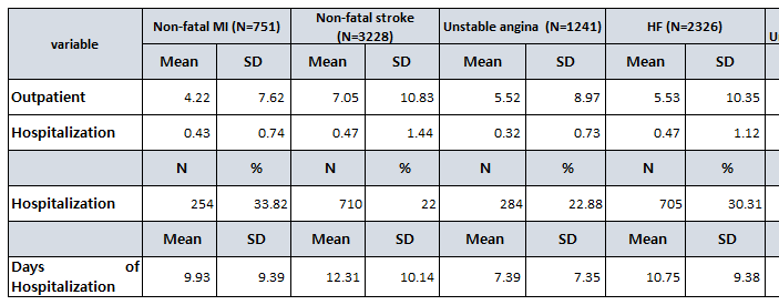 variable Non-fatal MI (N=751) Non-fatal stroke (N=3228) Unstable angina (N=1241) HF (N=2326)
Mean SD Mean SD Mean SD Mean SD
Outpatient 4.22 7.62 7.05 10.83 5.52 8.97 5.53 10.35
Hospitalization 0.43 0.74 0.47 1.44 0.32 0.73 0.47 1.12
N % N % N % N %
Hospitalization 254 33.82 710 22 284 22.88 705 30.31
Mean SD Mean SD Mean SD Mean SD
Days of Hospitalization 9.93 9.39 12.31 10.14 7.39 7.35 10.75 9.38